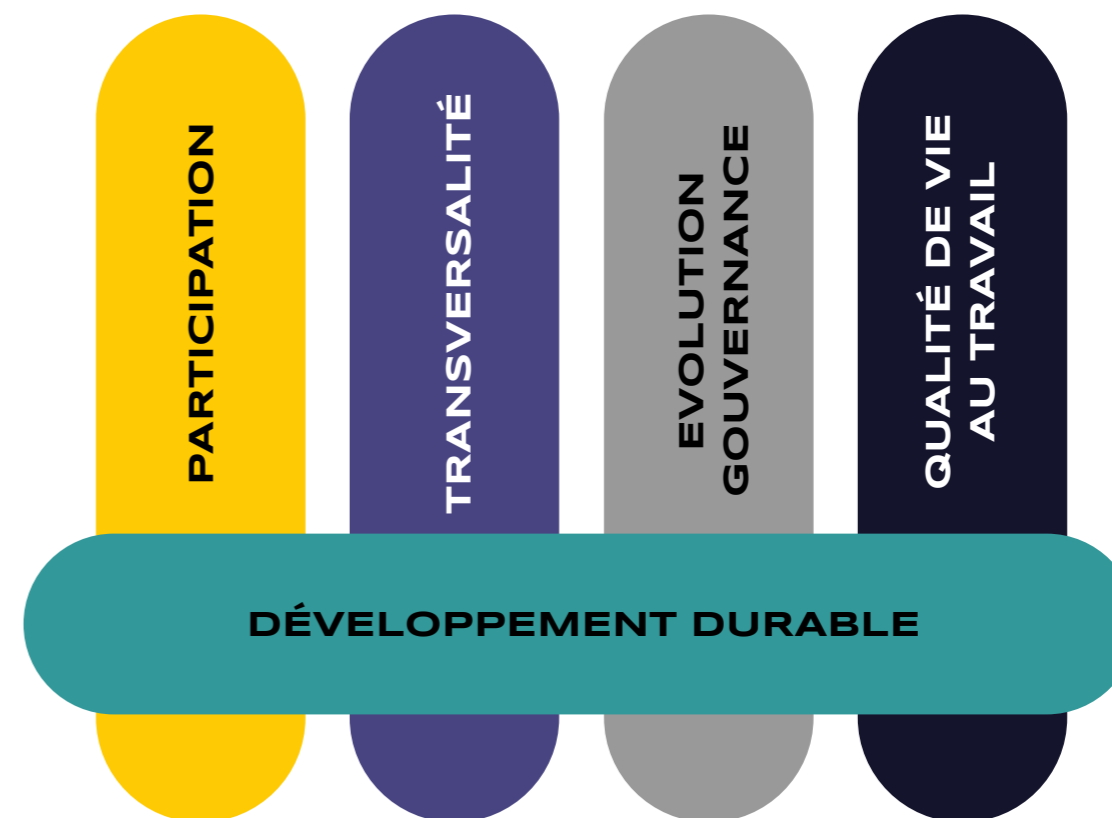 PARTICIPATION
TRANSVERSALITÉ
EVOLUTION
GOUVERNANCE
QUALITÉ DE VIE
AU TRAVAIL
DÉVELOPPEMENT DURABLE